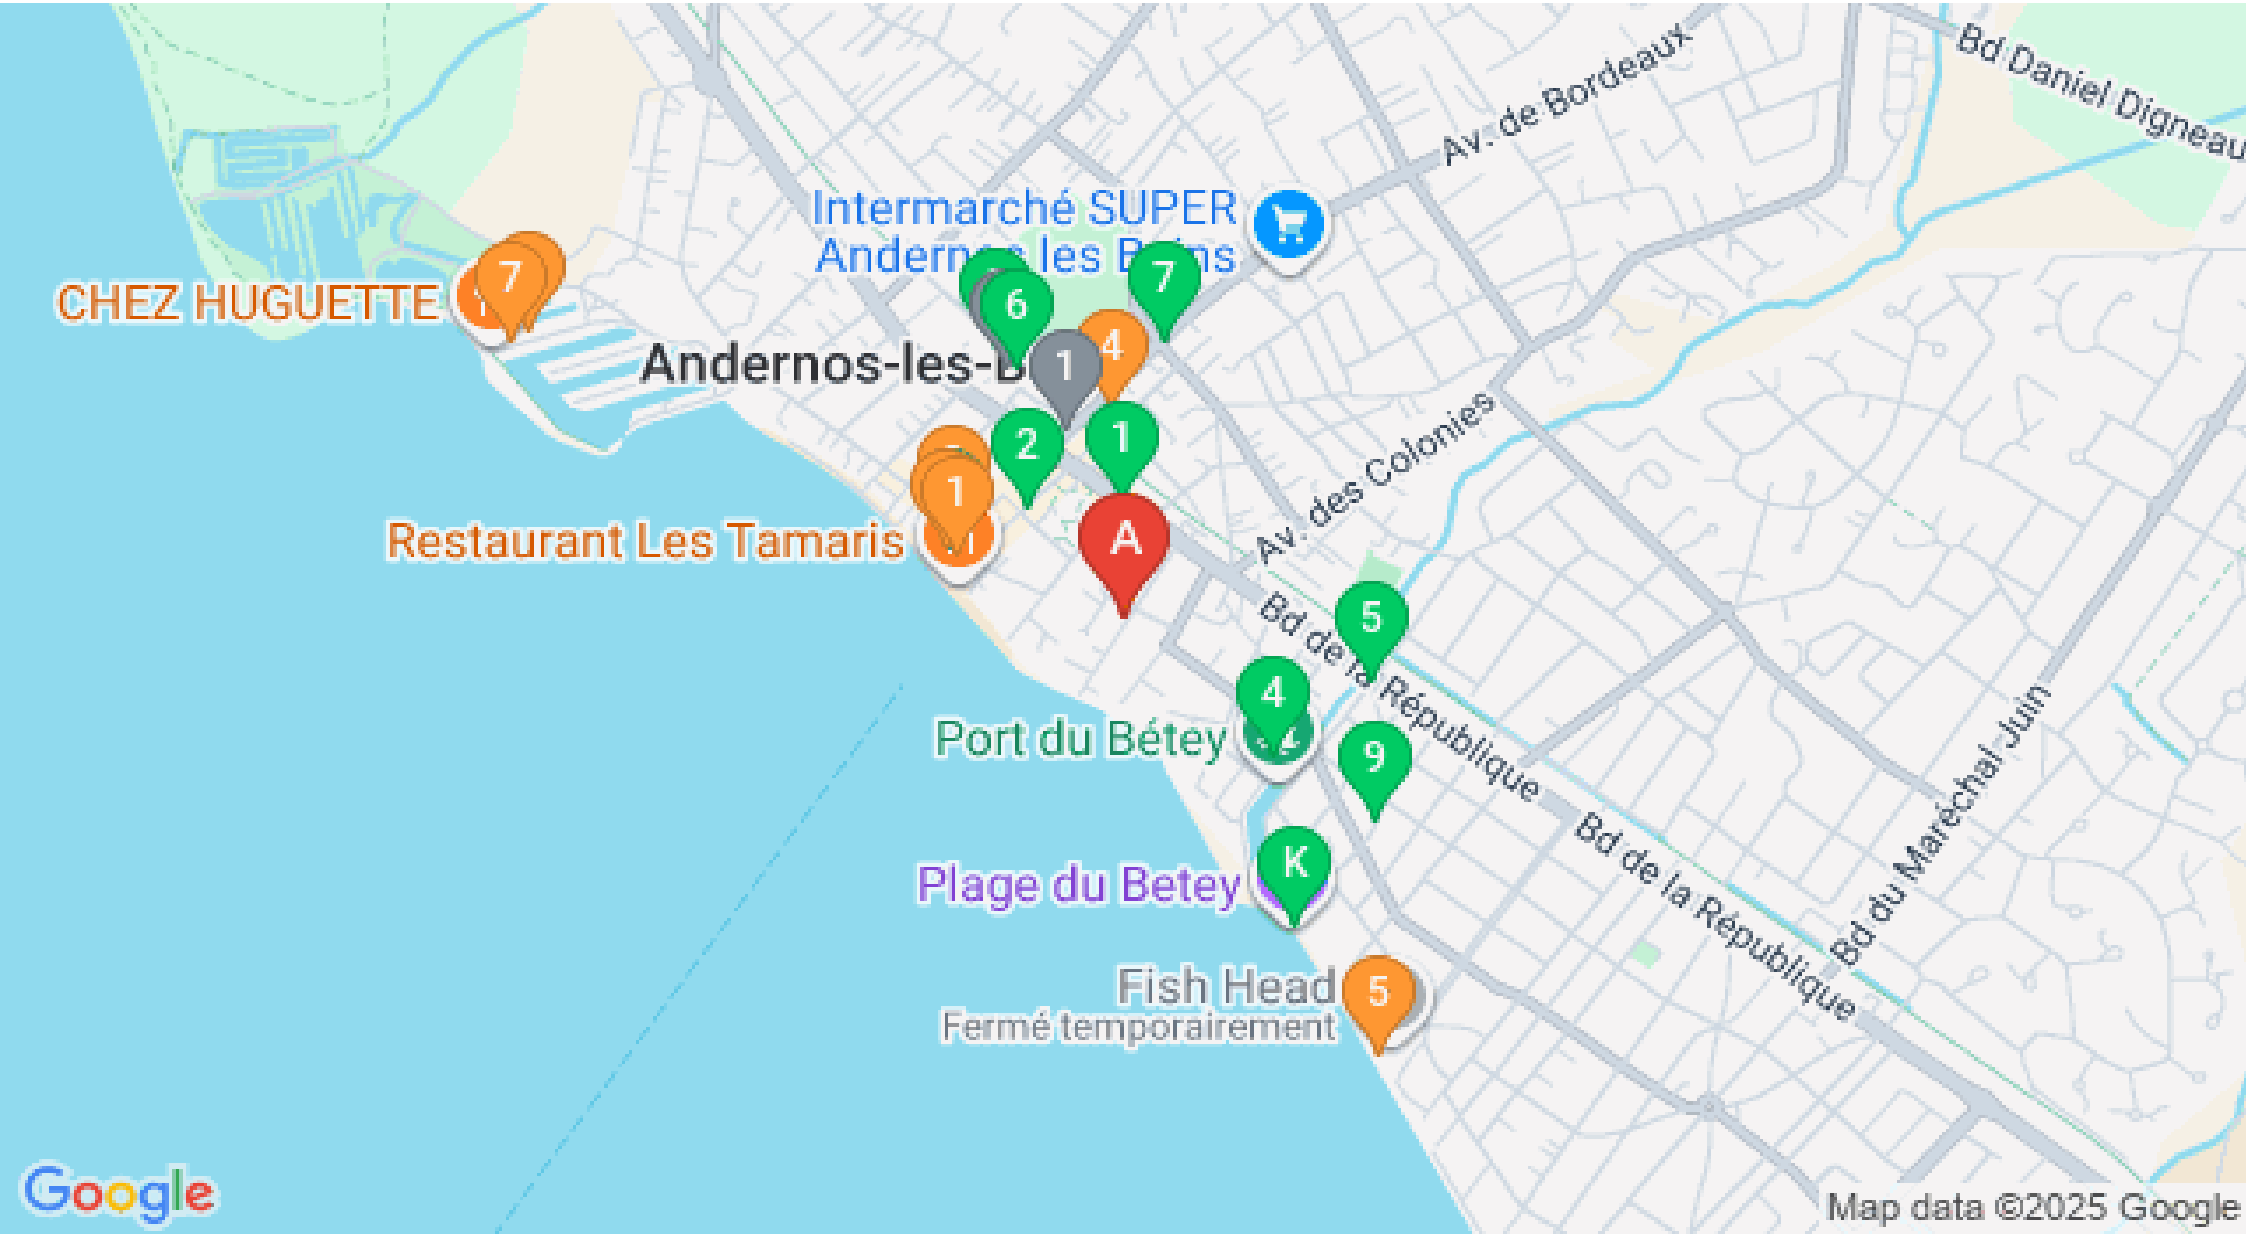 Bd Daniel Digneau
Av. de Bordeaux
Intermarché SUPER
Andernos les Bains
7
7
CHEZ HUGUETTE
6
4
Andernos-les-B
1
2
1
1
Av. des Colonies
Restaurant Les Tamaris
A
5
Bd de la République
4
Port du Bétey
9
Bd de la République
K
Plage du Betey
Bd du Maréchal Juin
Fish Head
5
Fermé temporairement
Google
Map data ©2025 Google